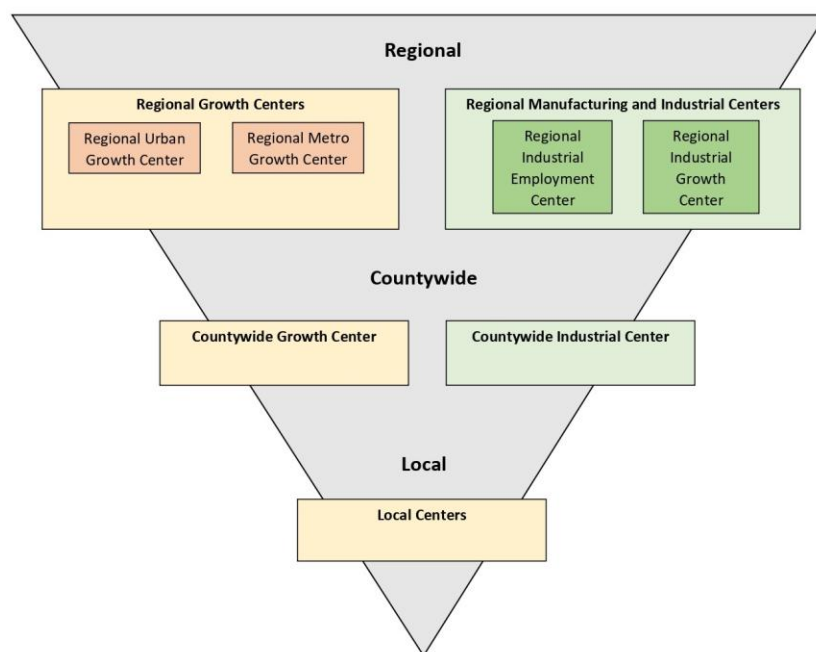 Regional
Regional Growth Centers
Regional Urban
Growth Center
Regional Metro
Growth Center
Regional Manufacturing and Industrial Centers
Regional
Industrial
Employment
Center
Regional
Industrial
Growth
Center
Countywide
Countywide Growth Center
Countywide Industrial Center
Local
Local Centers